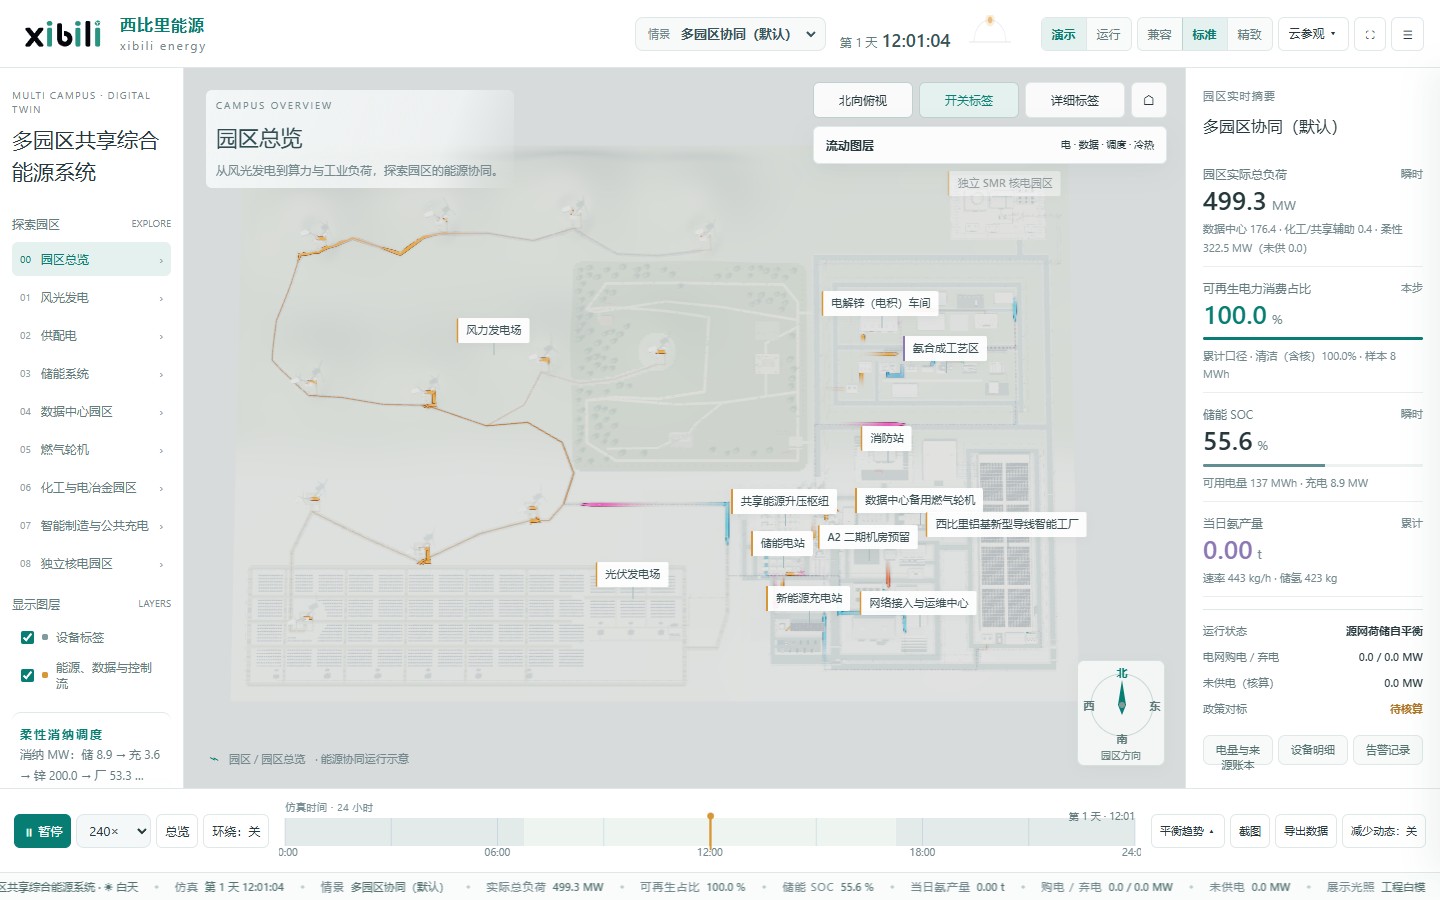 xibili 西比里能源
xibili energy
情景 多园区协同（默认）
第 1 天 12:01:04
演示 运行
兼容 标准 精致
云参观
MULTI CAMPUS · DIGITAL
TWIN
多园区共享综合
能源系统
探索园区 EXPLORE
00 园区总览 ›
01 风光发电 ›
02 供配电 ›
03 储能系统 ›
04 数据中心园区 ›
05 燃气轮机 ›
06 化工与电冶金园区 ›
07 智能制造与公共充电 ›
08 独立核电园区 ›
显示图层 LAYERS
设备标签
能源、数据与控制
流
柔性消纳调度
消纳 MW：储 8.9 → 充 3.6
→ 锌 200.0 → 厂 53.3 ...
CAMPUS OVERVIEW
园区总览
从风光发电到算力与工业负荷，探索园区的能源协同。
北向俯视 开关标签 详细标签
流动图层 电 · 数据 · 调度 · 冷热
独立 SMR 核电园区
电解锌（电积）车间
风力发电场
氨合成工艺区
消防站
共享能源升压枢纽
数据中心备用燃气轮机
西比里铝基新型导线智能工厂
储能电站
A2 二期机房预留
光伏发电场
新能源充电站
网络接入与运维中心
北
西 东
南
园区方向
园区 / 园区总览 · 能源协同运行示意
园区实时摘要
多园区协同（默认）
园区实际总负荷 瞬时
499.3 MW
数据中心 176.4 · 化工/共享辅助 0.4 · 柔性
322.5 MW（未供 0.0）
可再生电力消费占比 本步
100.0 %
累计口径 · 清洁（含核）100.0% · 样本 8
MWh
储能 SOC 瞬时
55.6 %
可用电量 137 MWh · 充电 8.9 MW
当日氨产量 累计
0.00 t
速率 443 kg/h · 储氢 423 kg
运行状态 源网荷储自平衡
电网购电 / 弃电 0.0 / 0.0 MW
未供电（核算） 0.0 MW
政策对标 待核算
电量与来
源账本
设备明细
告警记录
暂停 240× 总览 环绕：关
仿真时间 · 24 小时
第 1 天 · 12:01
0:00 06:00 12:00 18:00 24:0
平衡趋势 截图 导出数据 减少动态：关
区共享综合能源系统 · ☀ 白天 • 仿真 第 1 天 12:01:04 • 情景 多园区协同（默认） • 实际总负荷 499.3 MW • 可再生占比 100.0 % • 储能 SOC 55.6 % • 当日氨产量 0.00 t • 购电 / 弃电 0.0 / 0.0 MW • 未供电 0.0 MW • 展示光照 工程白模